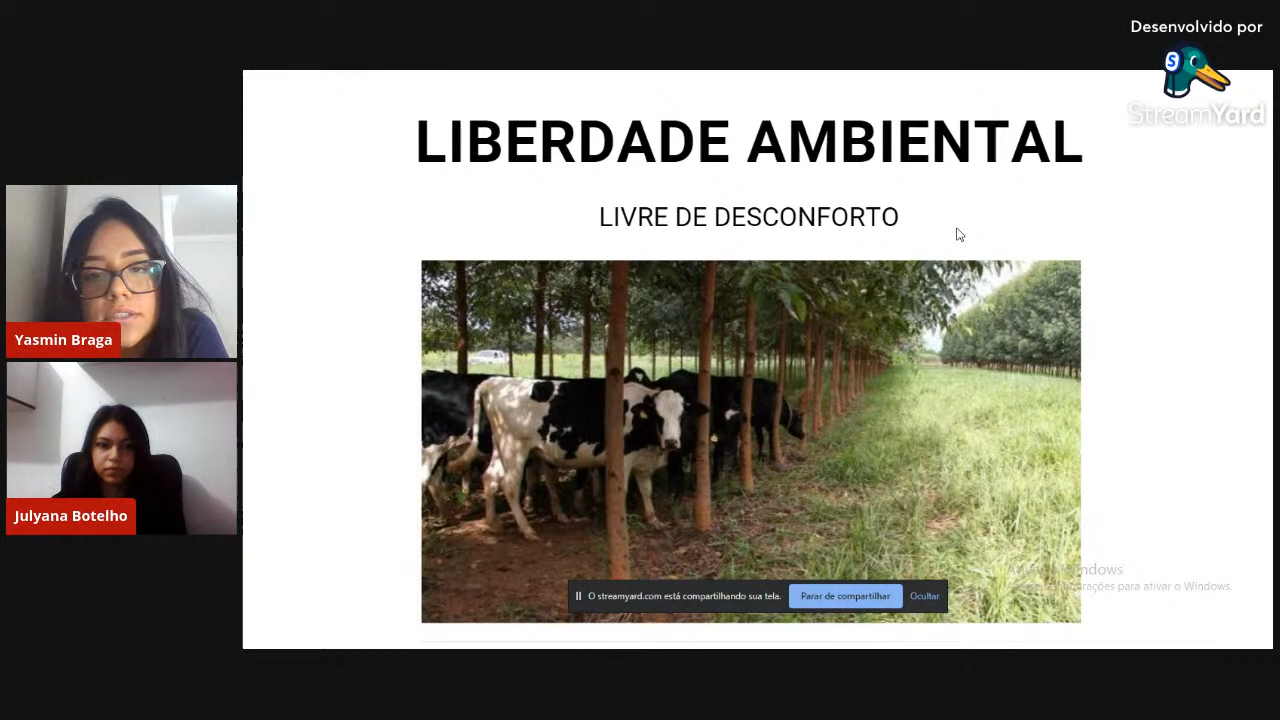 Desenvolvido por
StreamYard
LIBERDADE AMBIENTAL
LIVRE DE DESCONFORTO
Yasmin Braga
Julyana Botelho
O streamyard.com está compartilhando sua tela.
Parar de compartilhar
Ocultar
Windows
para ativar o Windows.